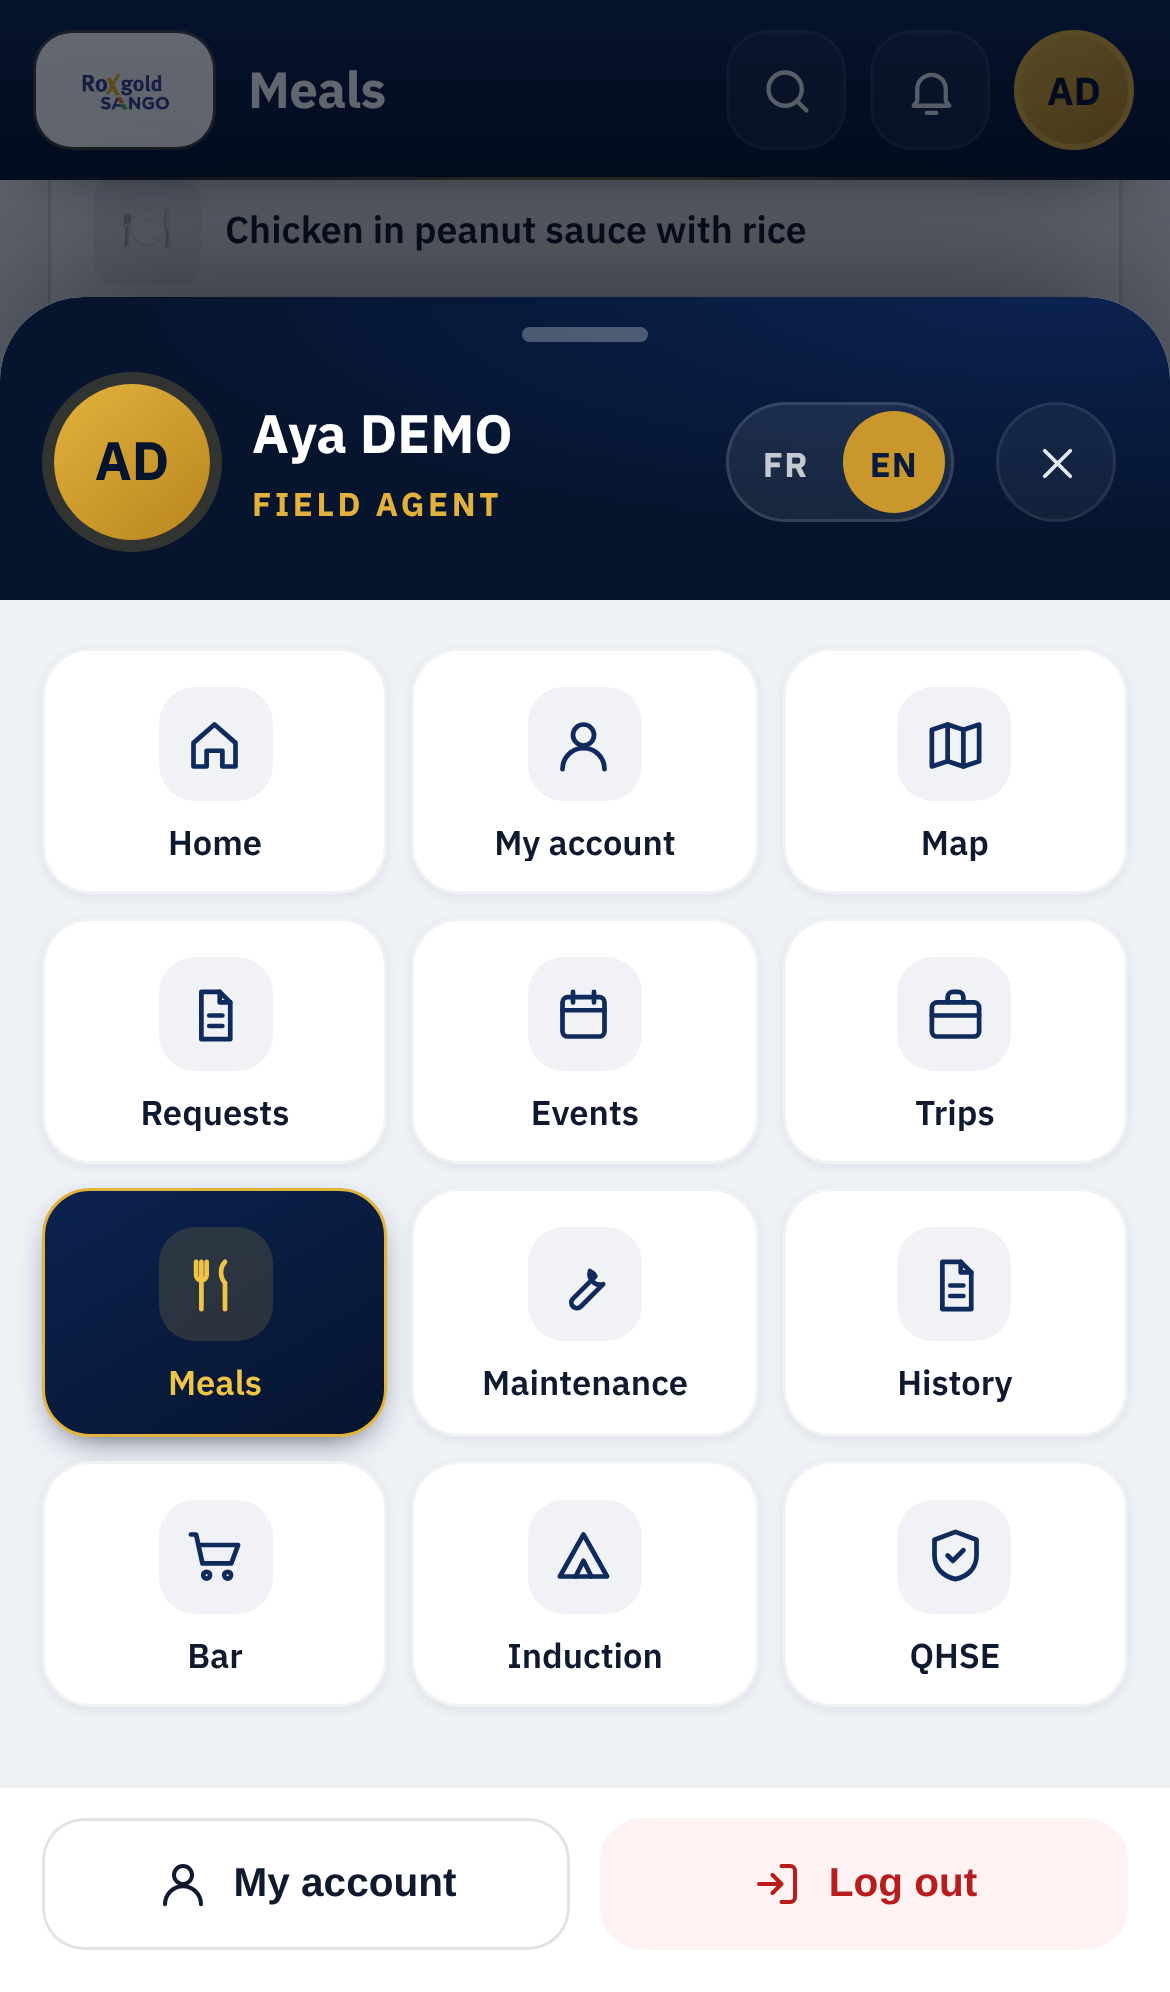 Roxgold
SANGO
Meals
AD
Chicken in peanut sauce with rice
AD
Aya DEMO
FIELD AGENT
FR
EN
Home
My account
Map
Requests
Events
Trips
Meals
Maintenance
History
Bar
Induction
QHSE
My account
Log out